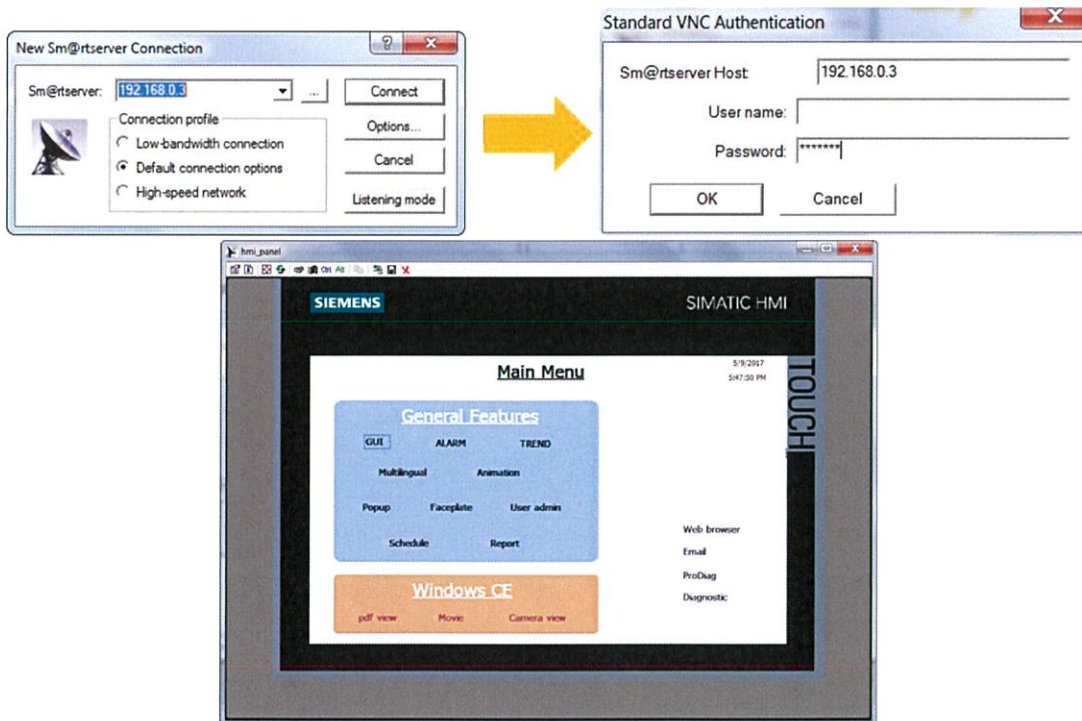 New Sm@rtserver Connection
Sm@rtserver: 192.168.0.3 ... Connect
Connection profile
Low-bandwidth connection
Default connection options
High-speed network
Options...
Cancel
Listening mode
Standard VNC Authentication
Sm@rtserver Host: 192.168.0.3
User name:
Password: *******
OK Cancel
hmi_panel
Ctrl Alt
SIEMENS SIMATIC HMI
TOUCH
Main Menu
5/9/2017
5:47:50 PM
General Features
GUI ALARM TREND
Multilingual Animation
Popup Faceplate User admin
Schedule Report
Windows CE
pdf view Movie Camera view
Web browser
Email
ProDiag
Diagnostic